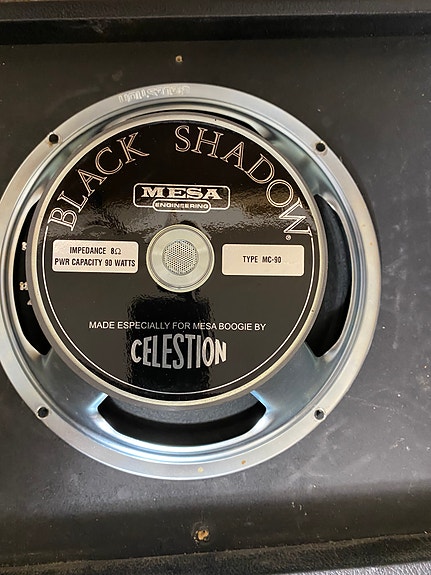 BLACK SHADOW®
MESA
ENGINEERING
IMPEDANCE 8Ω
PWR CAPACITY 90 WATTS
TYPE MC-90
MADE ESPECIALLY FOR MESA BOOGIE BY
CELESTION